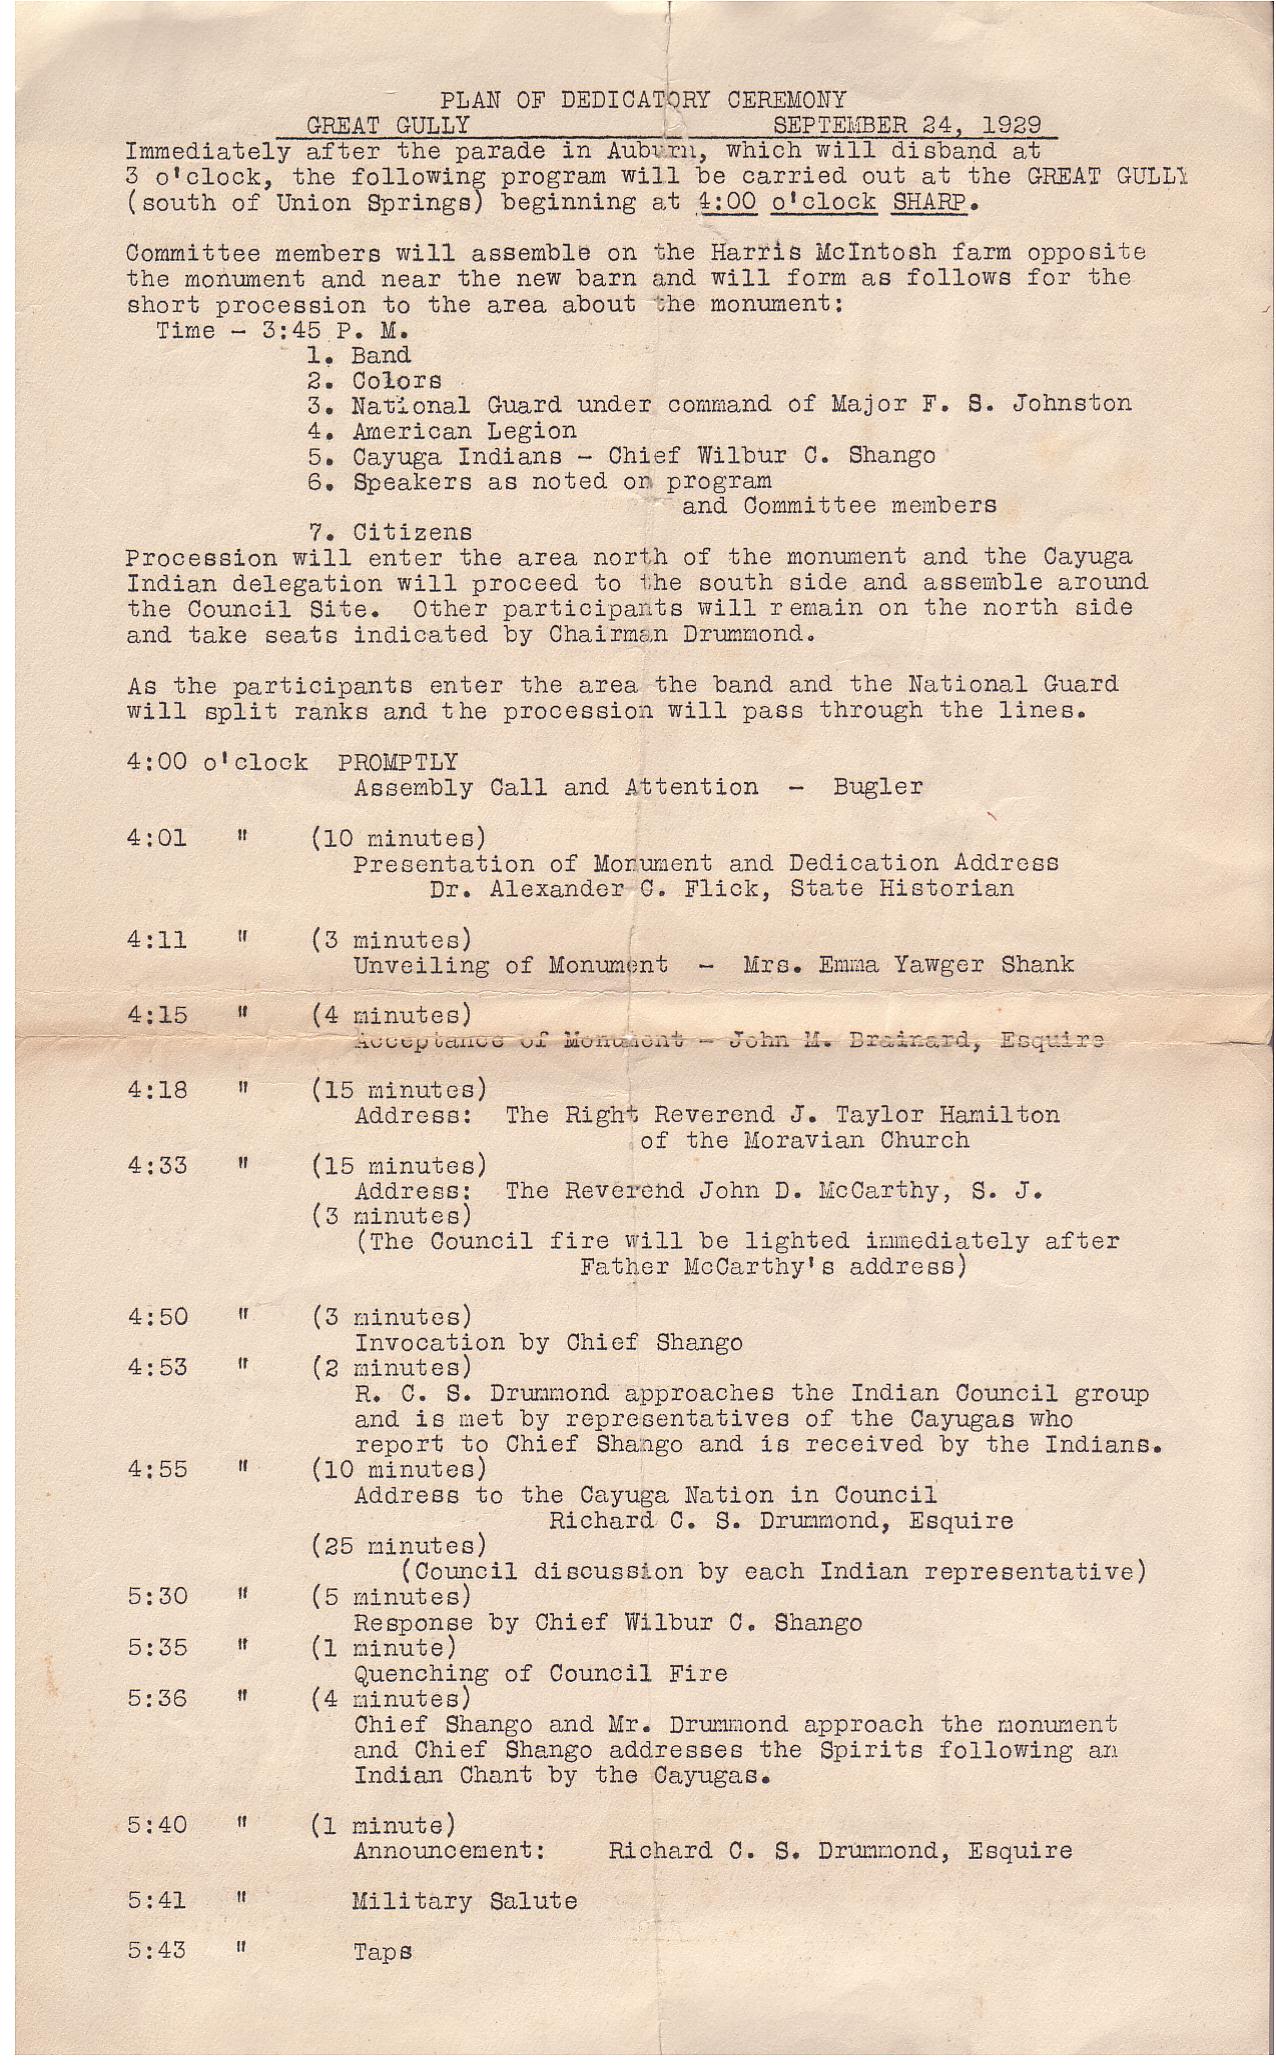 PLAN OF DEDICATORY CEREMONY
GREAT GULLY SEPTEMBER 24, 1929
Immediately after the parade in Auburn, which will disband at
3 o'clock, the following program will be carried out at the GREAT GULLY
(south of Union Springs) beginning at 4:00 o'clock SHARP.
Committee members will assemble on the Harris McIntosh farm opposite
the monument and near the new barn and will form as follows for the
short procession to the area about the monument:
Time - 3:45 P. M.
1. Band
2. Colors
3. National Guard under command of Major F. S. Johnston
4. American Legion
5. Cayuga Indians - Chief Wilbur C. Shango
6. Speakers as noted on program
and Committee members
7. Citizens
Procession will enter the area north of the monument and the Cayuga
Indian delegation will proceed to the south side and assemble around
the Council Site. Other participants will remain on the north side
and take seats indicated by Chairman Drummond.
As the participants enter the area the band and the National Guard
will split ranks and the procession will pass through the lines.
4:00 o'clock PROMPTLY
Assembly Call and Attention - Bugler
4:01 " (10 minutes)
Presentation of Monument and Dedication Address
Dr. Alexander C. Flick, State Historian
4:11 " (3 minutes)
Unveiling of Monument - Mrs. Emma Yawger Shank
4:15 " (4 minutes)
Acceptance of Monument - John M. Brainard, Esquire
4:18 " (15 minutes)
Address: The Right Reverend J. Taylor Hamilton
of the Moravian Church
4:33 " (15 minutes)
Address: The Reverend John D. McCarthy, S. J.
(3 minutes)
(The Council fire will be lighted immediately after
Father McCarthy's address)
4:50 " (3 minutes)
Invocation by Chief Shango
4:53 " (2 minutes)
R. C. S. Drummond approaches the Indian Council group
and is met by representatives of the Cayugas who
report to Chief Shango and is received by the Indians.
4:55 " (10 minutes)
Address to the Cayuga Nation in Council
Richard C. S. Drummond, Esquire
(25 minutes)
(Council discussion by each Indian representative)
5:30 " (5 minutes)
Response by Chief Wilbur C. Shango
5:35 " (1 minute)
Quenching of Council Fire
5:36 " (4 minutes)
Chief Shango and Mr. Drummond approach the monument
and Chief Shango addresses the Spirits following an
Indian Chant by the Cayugas.
5:40 " (1 minute)
Announcement: Richard C. S. Drummond, Esquire
5:41 " Military Salute
5:43 " Taps